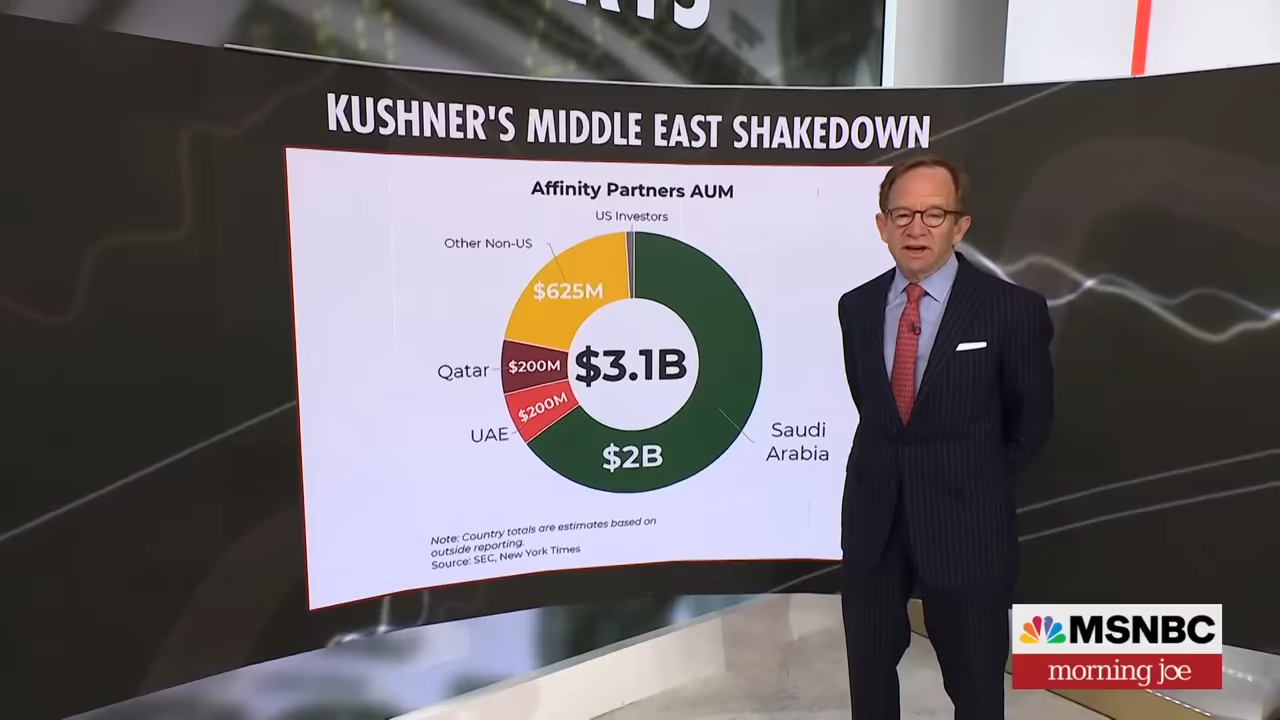 KUSHNER'S MIDDLE EAST SHAKEDOWN
Affinity Partners AUM
US Investors
Other Non-US
$625M
Qatar
$200M
$3.1B
UAE
$200M
Saudi
Arabia
$2B
Note: Country totals are estimates based on
outside reporting.
Source: SEC, New York Times
MSNBC
morning joe